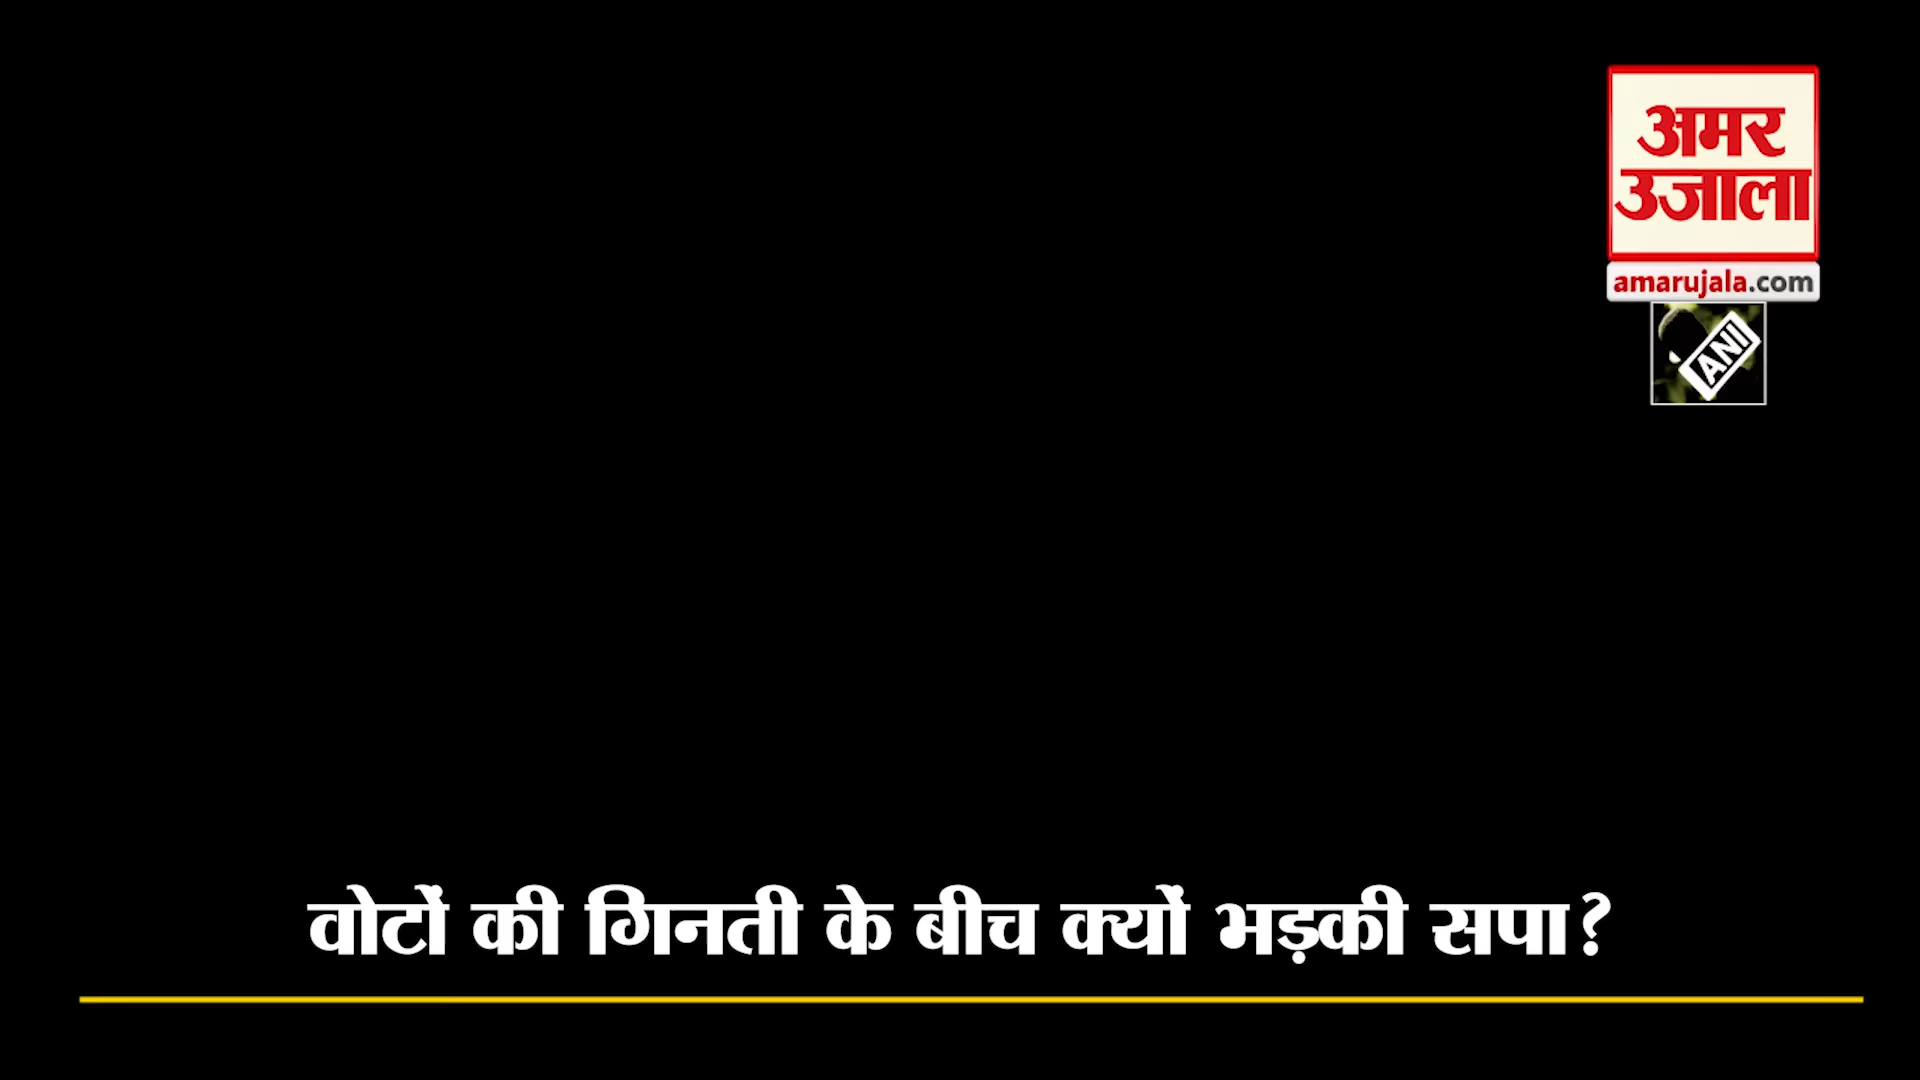 अमर
उजाला
amarujala.com
ANI
वोटों की गिनती के बीच क्यों भड़की सपा?